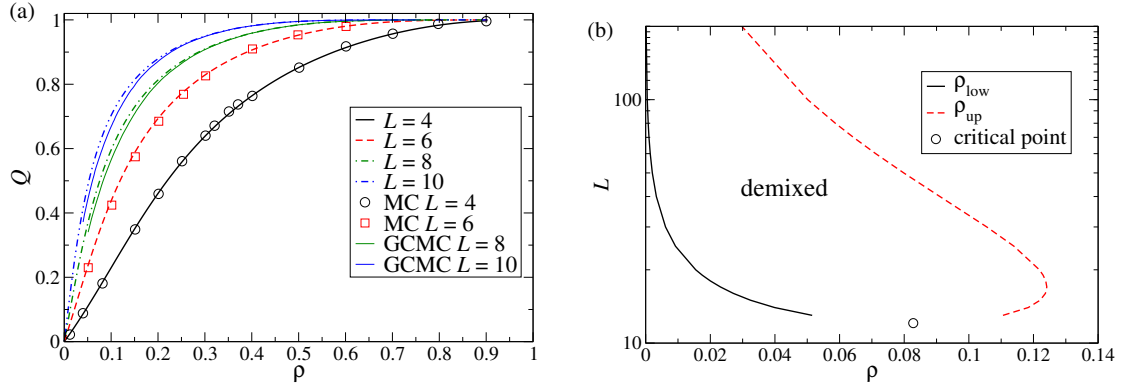 (a)
1
0.8
0.6
0.4
0.2
0
Q
0 0.1 0.2 0.3 0.4 0.5 0.6 0.7 0.8 0.9 1
ρ
L = 4
L = 6
L = 8
L = 10
MC L = 4
MC L = 6
GCMC L = 8
GCMC L = 10
(b)
100
10
L
0 0.02 0.04 0.06 0.08 0.1 0.12 0.14
ρ
demixed
ρlow
ρup
critical point